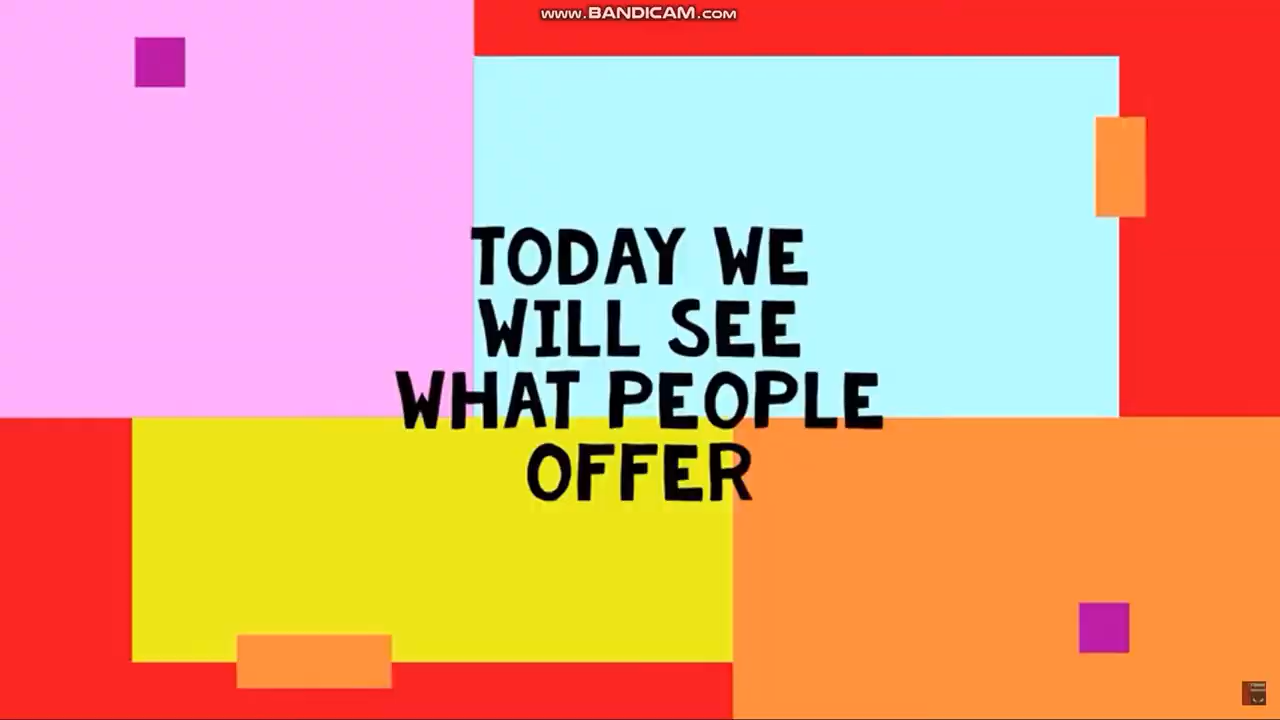 www.BANDICAM.com
TODAY WE
WILL SEE
WHAT PEOPLE
OFFER